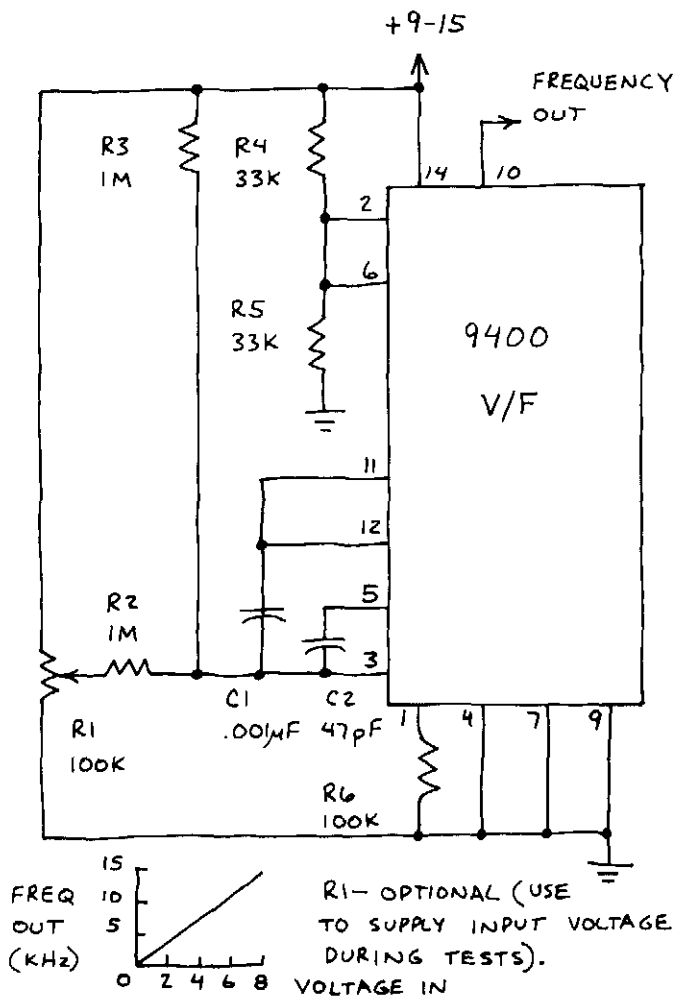 +9-15
FREQUENCY
OUT
R3
1M
R4
33K
14
10
2
6
R5
33K
9400
V/F
11
12
5
3
R2
1M
C1
.001µF
C2
47pF
R1
100K
1
4
7
9
R6
100K
15
10
5
0
2
4
6
8
FREQ
OUT
(KHz)
VOLTAGE IN
R1- OPTIONAL (USE
TO SUPPLY INPUT VOLTAGE
DURING TESTS).